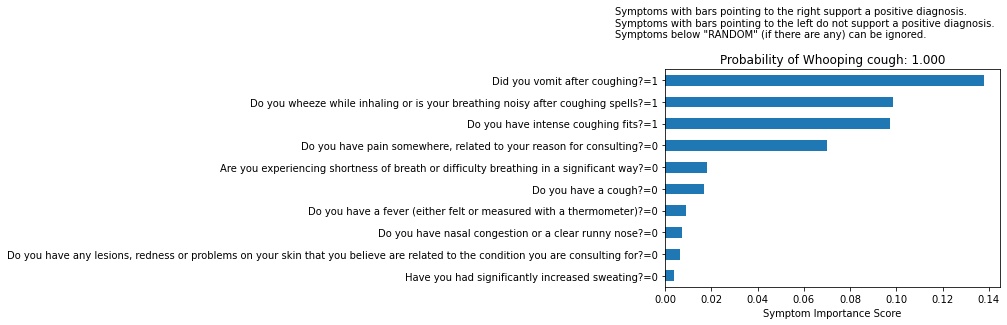 Symptoms with bars pointing to the right support a positive diagnosis.
Symptoms with bars pointing to the left do not support a positive diagnosis.
Symptoms below "RANDOM" (if there are any) can be ignored.
Probability of Whooping cough: 1.000
Did you vomit after coughing?=1
Do you wheeze while inhaling or is your breathing noisy after coughing spells?=1
Do you have intense coughing fits?=1
Do you have pain somewhere, related to your reason for consulting?=0
Are you experiencing shortness of breath or difficulty breathing in a significant way?=0
Do you have a cough?=0
Do you have a fever (either felt or measured with a thermometer)?=0
Do you have nasal congestion or a clear runny nose?=0
Do you have any lesions, redness or problems on your skin that you believe are related to the condition you are consulting for?=0
Have you had significantly increased sweating?=0
0.00 0.02 0.04 0.06 0.08 0.10 0.12 0.14
Symptom Importance Score